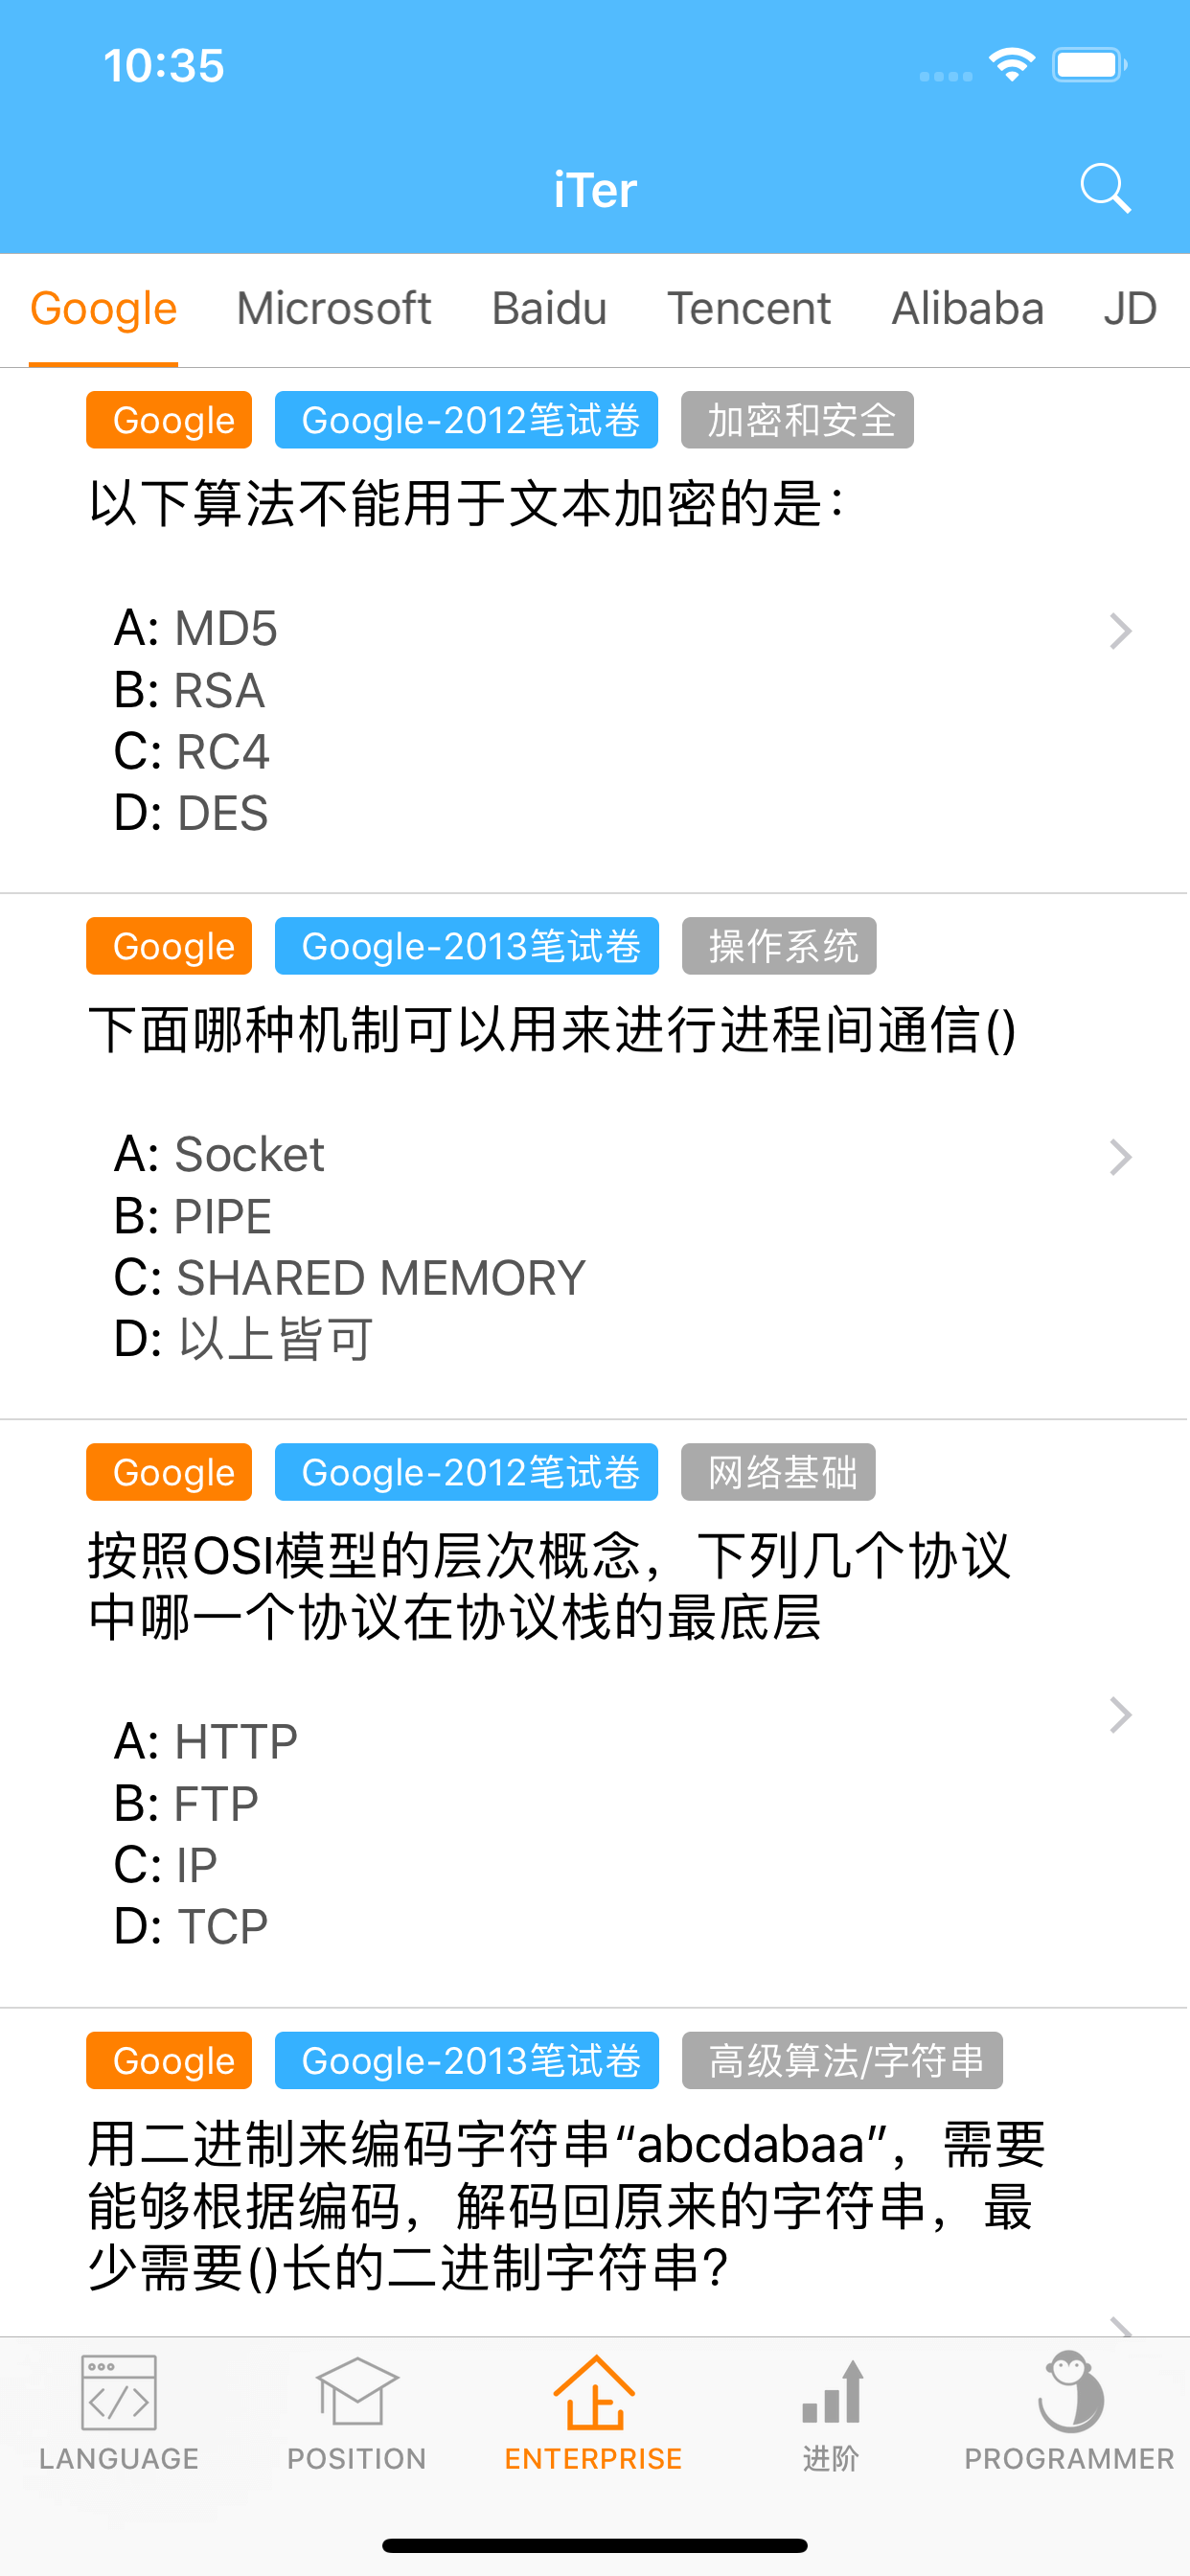 10:35
iTer
Google Microsoft Baidu Tencent Alibaba JD
Google Google-2012笔试卷 加密和安全
以下算法不能用于文本加密的是：
A: MD5
B: RSA
C: RC4
D: DES
Google Google-2013笔试卷 操作系统
下面哪种机制可以用来进行进程间通信()
A: Socket
B: PIPE
C: SHARED MEMORY
D: 以上皆可
Google Google-2012笔试卷 网络基础
按照OSI模型的层次概念，下列几个协议
中哪一个协议在协议栈的最底层
A: HTTP
B: FTP
C: IP
D: TCP
Google Google-2013笔试卷 高级算法/字符串
用二进制来编码字符串“abcdabaa”，需要
能够根据编码，解码回原来的字符串，最
少需要()长的二进制字符串?
LANGUAGE POSITION ENTERPRISE 进阶 PROGRAMMER